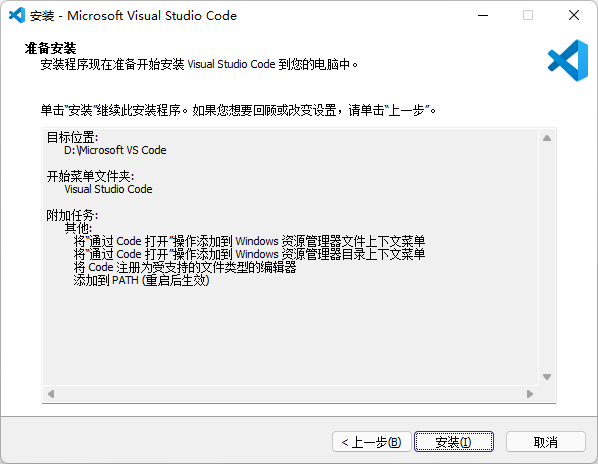 安装 - Microsoft Visual Studio Code
准备安装
安装程序现在准备开始安装 Visual Studio Code 到您的电脑中。
单击“安装”继续此安装程序。如果您想要回顾或改变设置，请单击“上一步”。
目标位置:
D:\Microsoft VS Code
开始菜单文件夹:
Visual Studio Code
附加任务:
其他:
将“通过 Code 打开”操作添加到 Windows 资源管理器文件上下文菜单
将“通过 Code 打开”操作添加到 Windows 资源管理器目录上下文菜单
将 Code 注册为受支持的文件类型的编辑器
添加到 PATH (重启后生效)
< 上一步(B) 安装(I) 取消